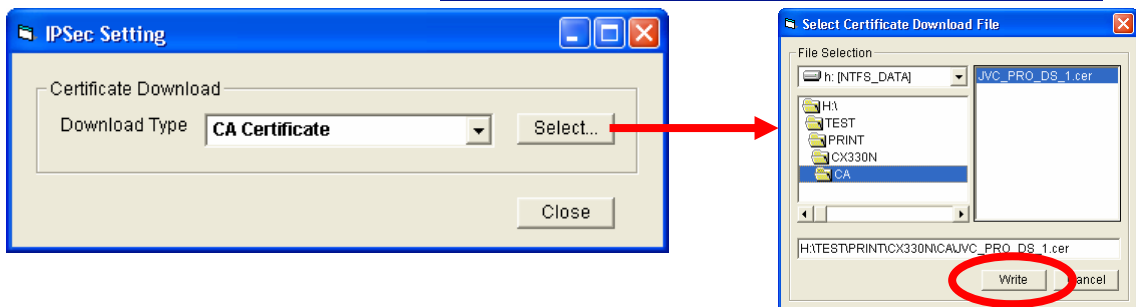 IPSec Setting
Certificate Download
Download Type CA Certificate Select...
Close
Select Certificate Download File
File Selection
h: [NTFS_DATA] JVC_PRO_DS_1.cer
H:\
TEST
PRINT
CX330N
CA
H:\TEST\PRINT\CX330N\CA\JVC_PRO_DS_1.cer
Write Cancel